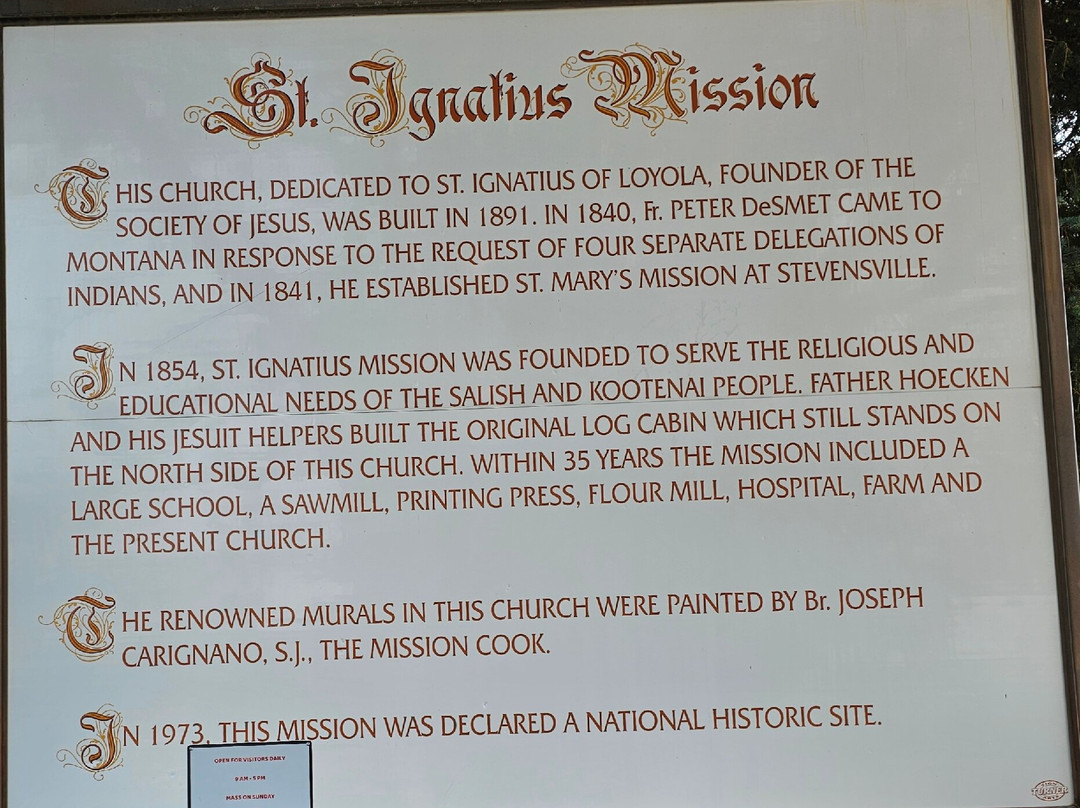 St. Ignatius Mission
THIS CHURCH, DEDICATED TO ST. IGNATIUS OF LOYOLA, FOUNDER OF THE
SOCIETY OF JESUS, WAS BUILT IN 1891. IN 1840, Fr. PETER DeSMET CAME TO
MONTANA IN RESPONSE TO THE REQUEST OF FOUR SEPARATE DELEGATIONS OF
INDIANS, AND IN 1841, HE ESTABLISHED ST. MARY'S MISSION AT STEVENSVILLE.
IN 1854, ST. IGNATIUS MISSION WAS FOUNDED TO SERVE THE RELIGIOUS AND
EDUCATIONAL NEEDS OF THE SALISH AND KOOTENAI PEOPLE. FATHER HOECKEN
AND HIS JESUIT HELPERS BUILT THE ORIGINAL LOG CABIN WHICH STILL STANDS ON
THE NORTH SIDE OF THIS CHURCH. WITHIN 35 YEARS THE MISSION INCLUDED A
LARGE SCHOOL, A SAWMILL, PRINTING PRESS, FLOUR MILL, HOSPITAL, FARM AND
THE PRESENT CHURCH.
THE RENOWNED MURALS IN THIS CHURCH WERE PAINTED BY Br. JOSEPH
CARIGNANO, S.J., THE MISSION COOK.
IN 1973, THIS MISSION WAS DECLARED A NATIONAL HISTORIC SITE.
OPEN FOR VISITORS DAILY
9 AM - 5 PM
MASS ON SUNDAY
TURNER